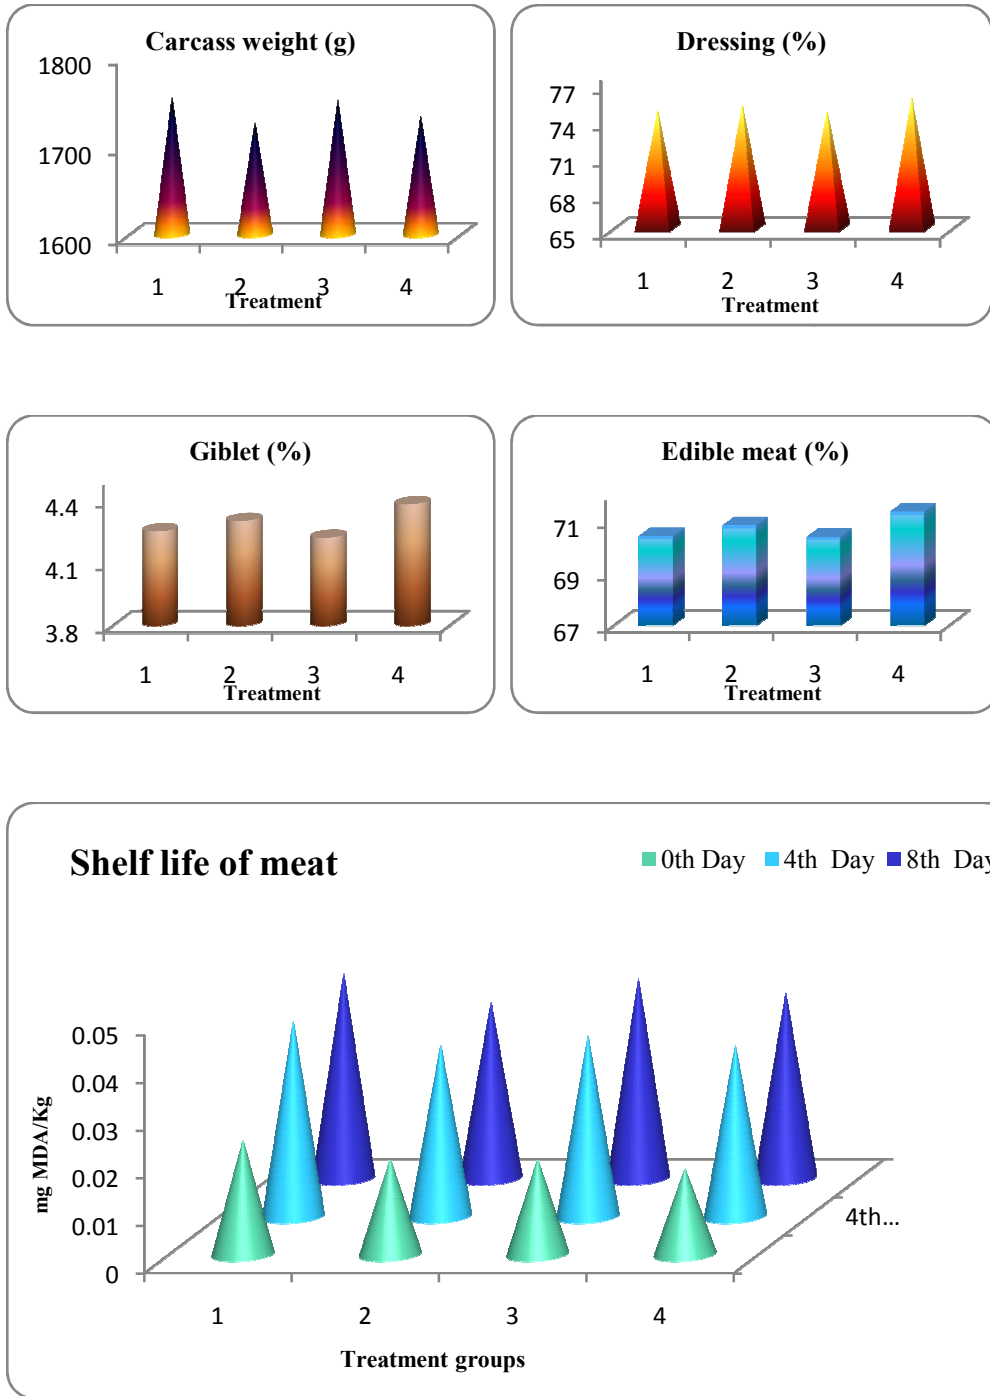 Carcass weight (g)
1800
1700
1600
1 2 3 4
Treatment
Dressing (%)
77
74
71
68
65
1 2 3 4
Treatment
Giblet (%)
4.4
4.1
3.8
1 2 3 4
Treatment
Edible meat (%)
71
69
67
1 2 3 4
Treatment
Shelf life of meat
0th Day 4th Day 8th Day
0.05
0.04
0.03
0.02
0.01
0
mg MDA/Kg
4th...
1 2 3 4
Treatment groups